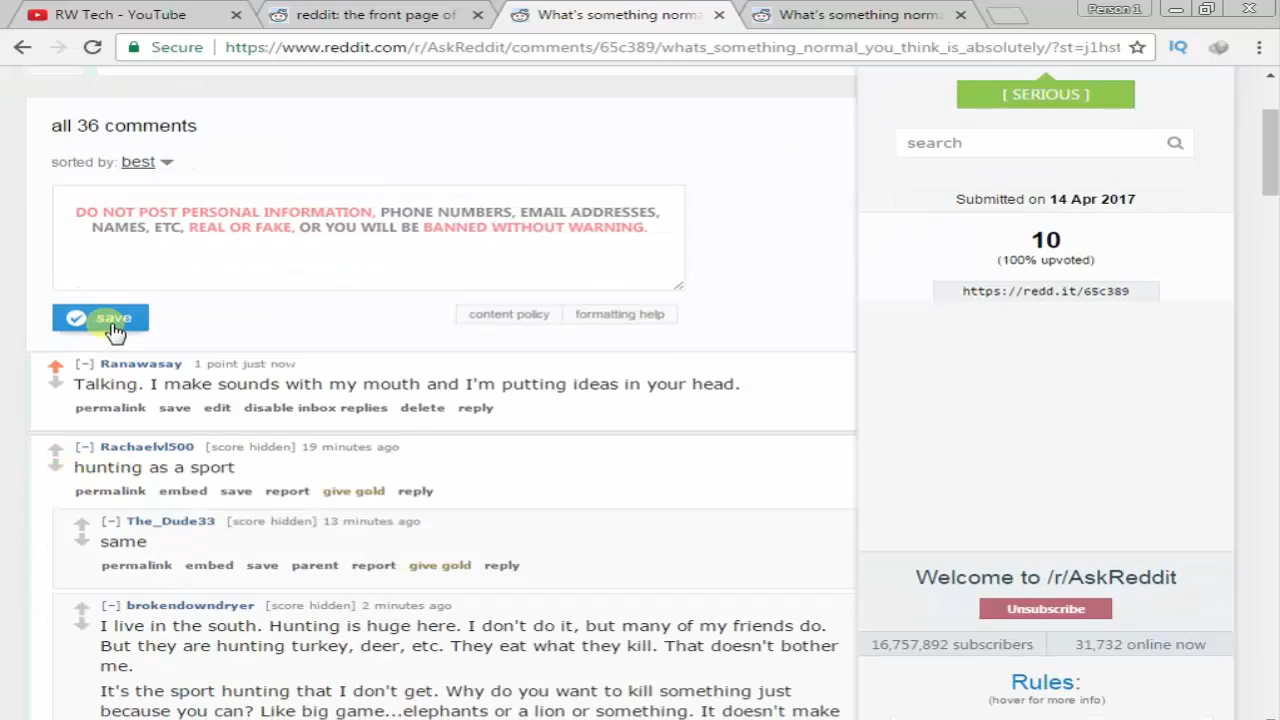 RW Tech - YouTube
reddit: the front page of
What's something norma
What's something norma
Person 1
Secure
https://www.reddit.com/r/AskReddit/comments/65c389/whats_something_normal_you_think_is_absolutely/?st=j1hst
IQ
all 36 comments
sorted by: best
DO NOT POST PERSONAL INFORMATION, PHONE NUMBERS, EMAIL ADDRESSES,
NAMES, ETC, REAL OR FAKE, OR YOU WILL BE BANNED WITHOUT WARNING.
save
content policy
formatting help
[−] Ranawasay 1 point just now
Talking. I make sounds with my mouth and I'm putting ideas in your head.
permalink save edit disable inbox replies delete reply
[−] Rachaelvl500 [score hidden] 19 minutes ago
hunting as a sport
permalink embed save report give gold reply
[−] The_Dude33 [score hidden] 13 minutes ago
same
permalink embed save parent report give gold reply
[−] brokendowndryer [score hidden] 2 minutes ago
I live in the south. Hunting is huge here. I don't do it, but many of my friends do.
But they are hunting turkey, deer, etc. They eat what they kill. That doesn't bother
me.
It's the sport hunting that I don't get. Why do you want to kill something just
because you can? Like big game...elephants or a lion or something. It doesn't make
[ SERIOUS ]
search
Submitted on 14 Apr 2017
10
(100% upvoted)
https://redd.it/65c389
Welcome to /r/AskReddit
Unsubscribe
16,757,892 subscribers
31,732 online now
Rules:
(hover for more info)